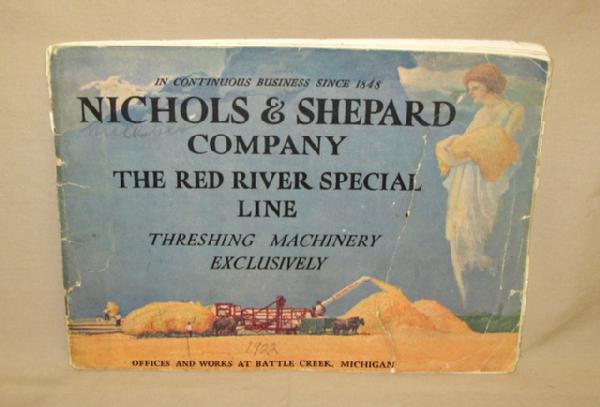 IN CONTINUOUS BUSINESS SINCE 1848
NICHOLS & SHEPARD
COMPANY
THE RED RIVER SPECIAL
LINE
THRESHING MACHINERY
EXCLUSIVELY
1922
OFFICES AND WORKS AT BATTLE CREEK, MICHIGAN